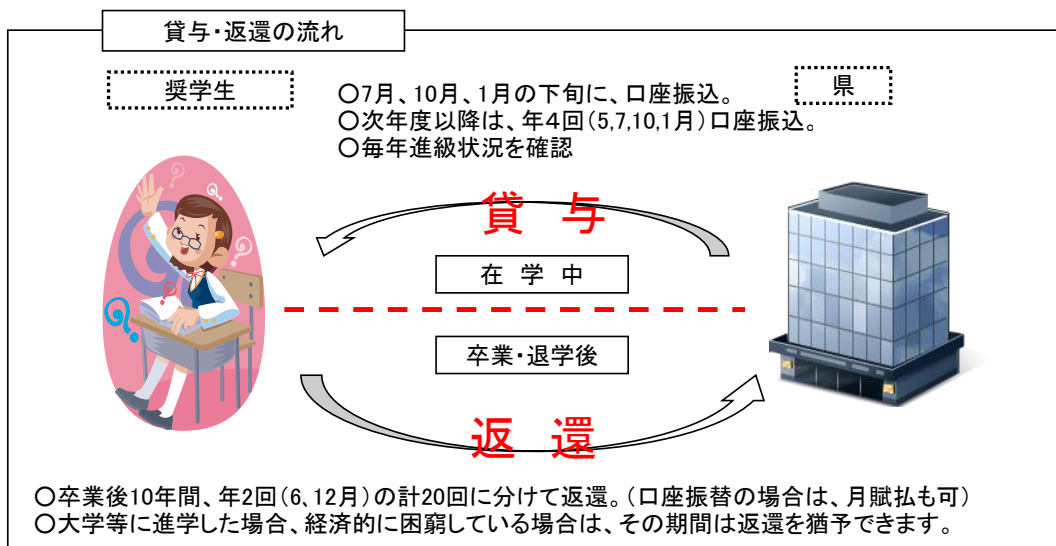 貸与・返還の流れ
奨学生
○7月、10月、1月の下旬に、口座振込。
○次年度以降は、年4回(5,7,10,1月)口座振込。
○毎年進級状況を確認
県
貸 与
在 学 中
卒業・退学後
返 還
○卒業後10年間、年2回(6、12月)の計20回に分けて返還。(口座振替の場合は、月賦払も可)
○大学等に進学した場合、経済的に困窮している場合は、その期間は返還を猶予できます。